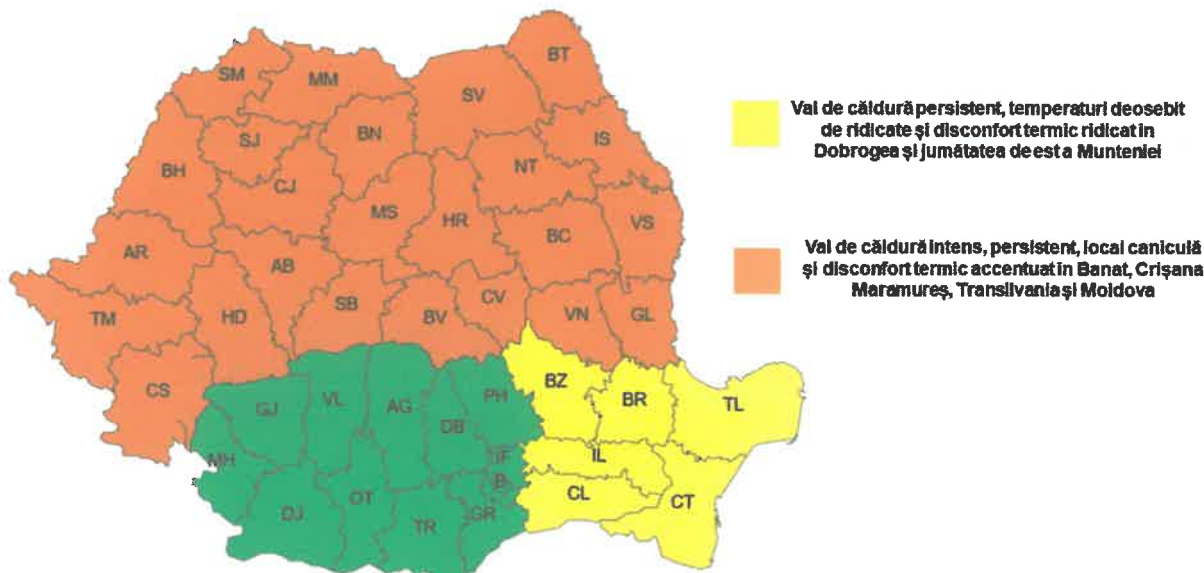 BT
SM
MM
SV
SJ
BN
IS
BH
CJ
NT
MS
HR
BC
VS
AR
AB
TM
HD
SB
BV
CV
VN
GL
CS
GJ
VL
AG
DB
PH
BZ
BR
TL
MH
IF
IL
B
CL
CT
DJ
OT
TR
GR
Val de căldură persistent, temperaturi deosebit
de ridicate și disconfort termic ridicat în
Dobrogea și jumătatea de est a Munteniei
Val de căldură intens, persistent, local caniculă
și disconfort termic accentuat în Banat, Crișana
Maramureș, Transilvania și Moldova